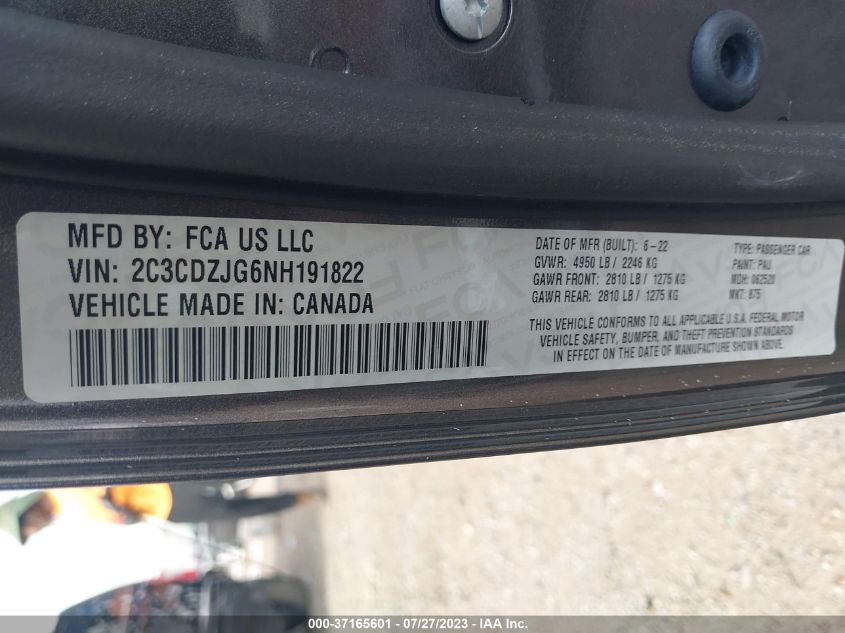 MFD BY: FCA US LLC
VIN: 2C3CDZJG6NH191822
VEHICLE MADE IN: CANADA
DATE OF MFR (BUILT): 6-22
GVWR: 4950 LB / 2246 KG
GAWR FRONT: 2810 LB / 1275 KG
GAWR REAR: 2810 LB / 1275 KG
TYPE: PASSENGER CAR
PAINT: PAU
MDH: 062520
MKT: 875
THIS VEHICLE CONFORMS TO ALL APPLICABLE U.S.A. FEDERAL MOTOR
VEHICLE SAFETY, BUMPER, AND THEFT PREVENTION STANDARDS
IN EFFECT ON THE DATE OF MANUFACTURE SHOWN ABOVE.
000-37165601 - 07/27/2023 - IAA Inc.